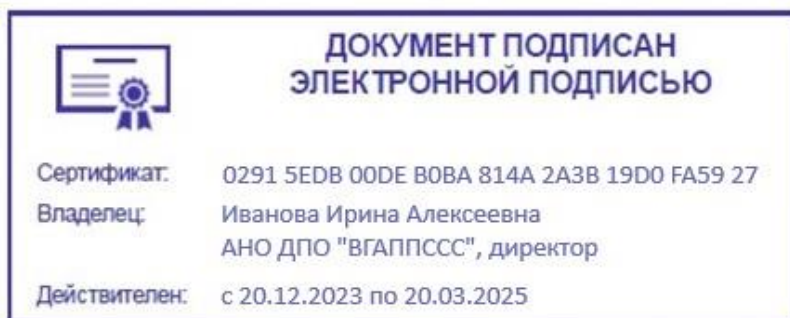 ДОКУМЕНТ ПОДПИСАН
ЭЛЕКТРОННОЙ ПОДПИСЬЮ
Сертификат: 0291 5EDB 00DE B0BA 814A 2A3B 19D0 FA59 27
Владелец: Иванова Ирина Алексеевна
АНО ДПО "ВГАППССС", директор
Действителен: с 20.12.2023 по 20.03.2025